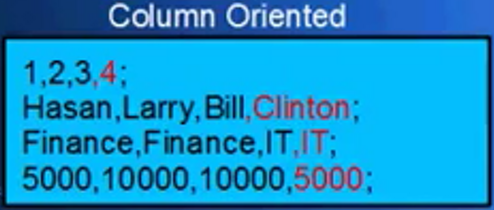 Column Oriented
1,2,3,4;
Hasan,Larry,Bill,Clinton;
Finance,Finance,IT,IT;
5000,10000,10000,5000;